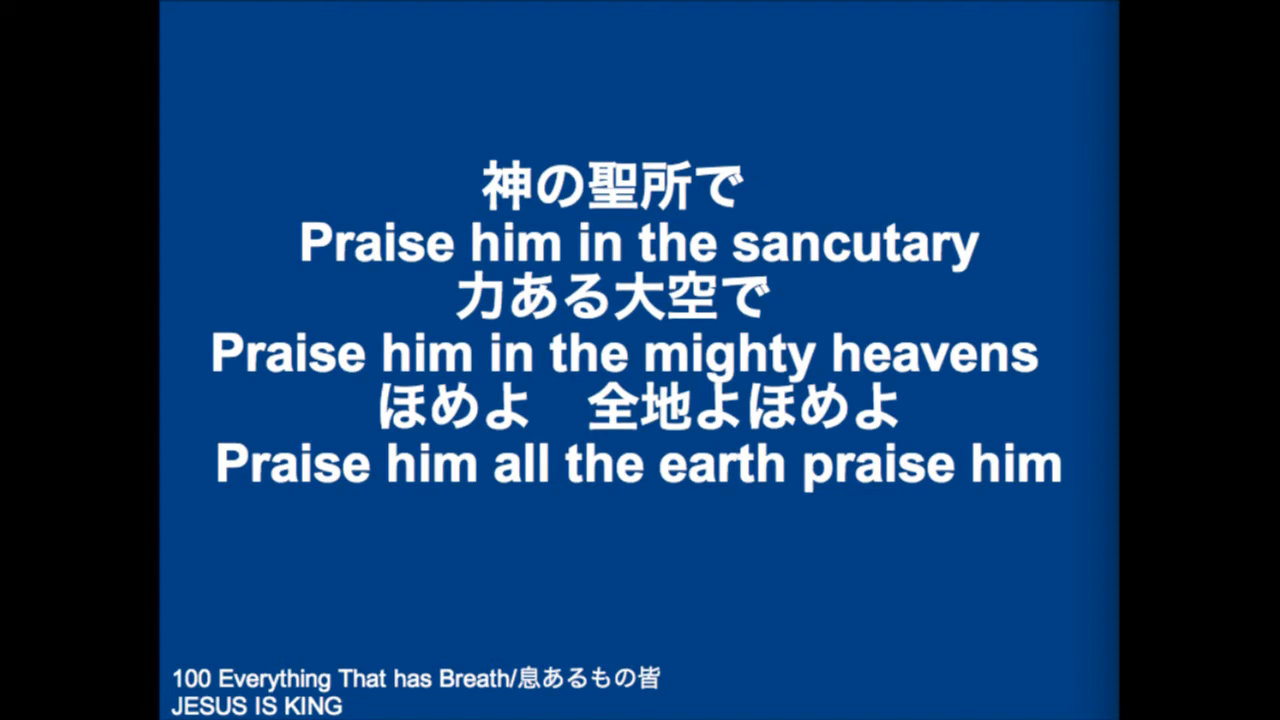 神の聖所で
Praise him in the sancutary
力ある大空で
Praise him in the mighty heavens
ほめよ　全地よほめよ
Praise him all the earth praise him
100 Everything That has Breath/息あるもの皆
JESUS IS KING